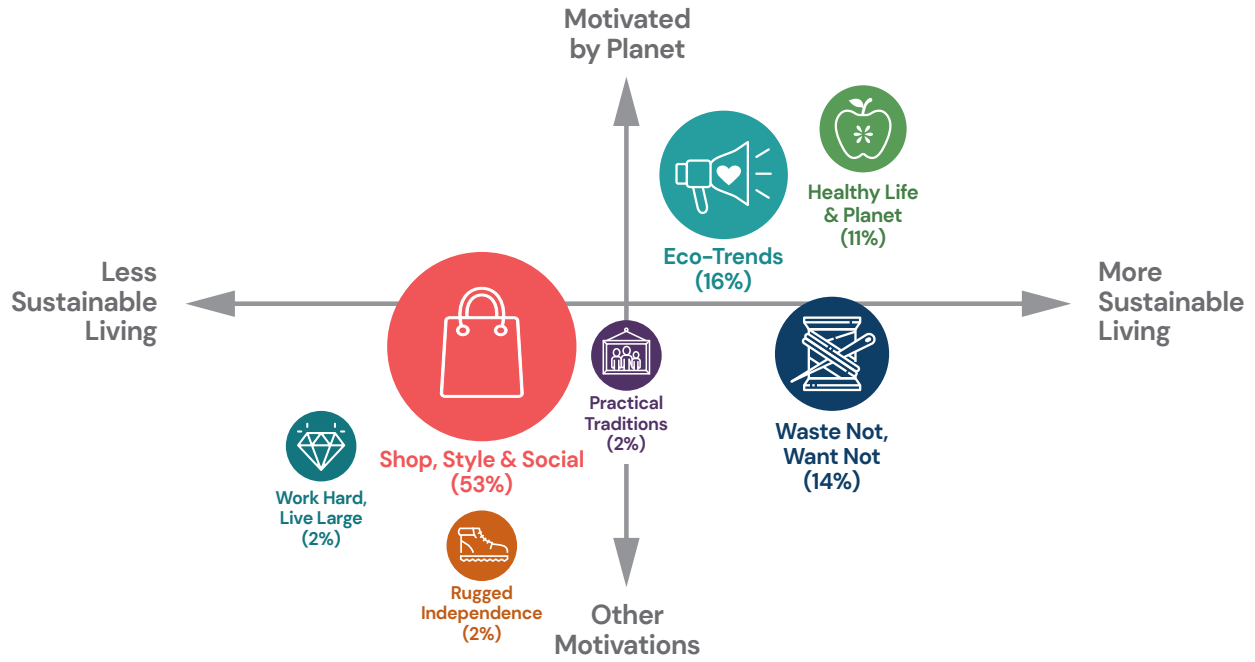 Motivated
by Planet
Healthy Life
& Planet
(11%)
Eco-Trends
(16%)
Less
Sustainable
Living
More
Sustainable
Living
Practical
Traditions
(2%)
Waste Not,
Want Not
(14%)
Shop, Style & Social
(53%)
Work Hard,
Live Large
(2%)
Rugged
Independence
(2%)
Other
Motivations